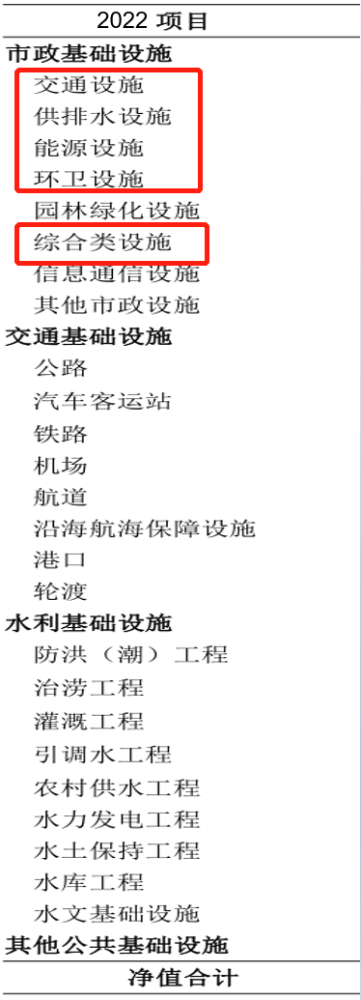 2022 项目
市政基础设施
交通设施
供排水设施
能源设施
环卫设施
园林绿化设施
综合类设施
信息通信设施
其他市政设施
交通基础设施
公路
汽车客运站
铁路
机场
航道
沿海航海保障设施
港口
轮渡
水利基础设施
防洪（潮）工程
治涝工程
灌溉工程
引调水工程
农村供水工程
水力发电工程
水土保持工程
水库工程
水文基础设施
其他公共基础设施
净值合计